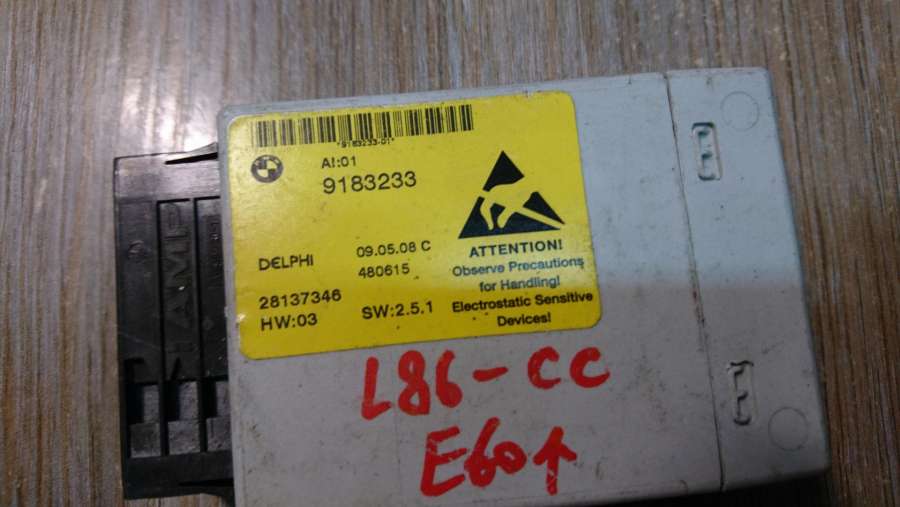 *9183233-01*
AI:01
9183233
DELPHI
09.05.08 C
480615
28137346
HW:03
SW:2.5.1
ATTENTION!
Observe Precautions
for Handling!
Electrostatic Sensitive
Devices!
AMP
L86-CC
E60↑